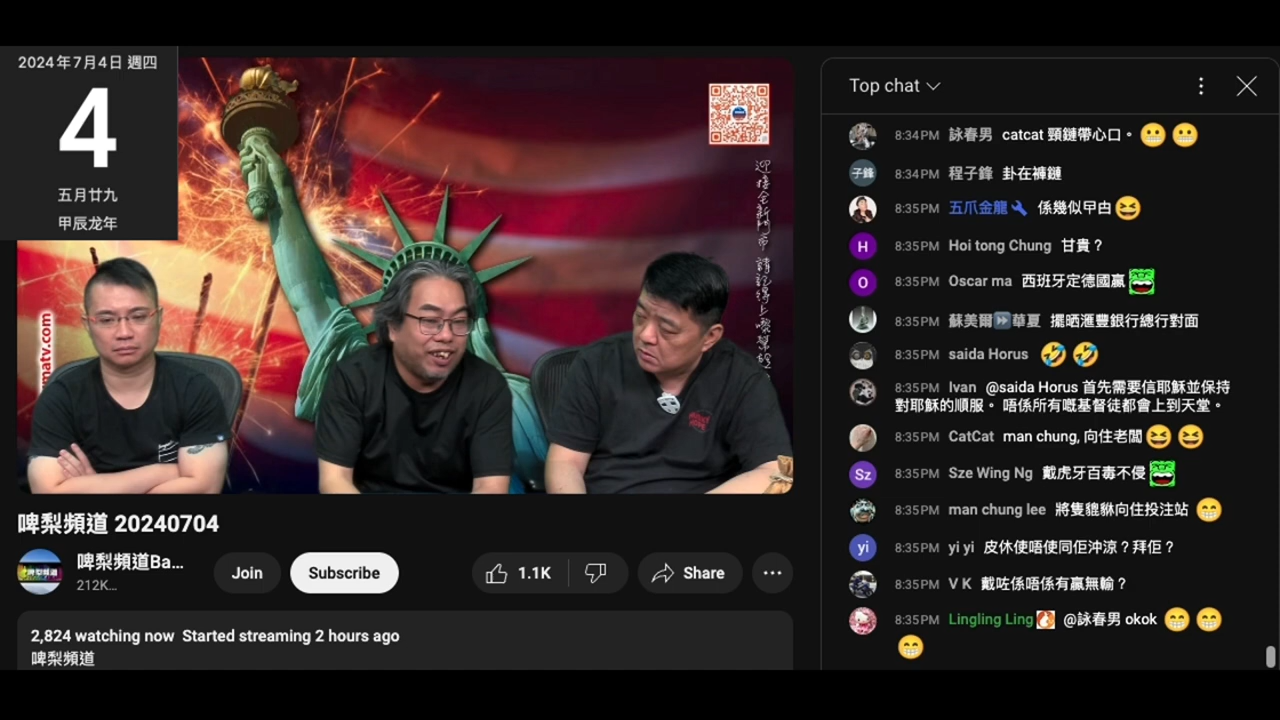 2024年7月4日 週四
4
五月廿九
甲辰龙年
matv.com
啤梨頻道 20240704
啤梨頻道Ba...
212K...
Join
Subscribe
1.1K
Share
2,824 watching now Started streaming 2 hours ago
啤梨頻道
Top chat
8:34PM 詠春男 catcat 頸鏈帶心口。😬😬
子鋒 8:34PM 程子鋒 卦在褲鏈
8:35PM 五爪金龍🔧 係幾似曱甴😆
H 8:35PM Hoi tong Chung 甘貴？
O 8:35PM Oscar ma 西班牙定德國贏
8:35PM 蘇美爾⏩華夏 擺晒滙豐銀行總行對面
8:35PM saida Horus 🤣🤣
8:35PM Ivan @saida Horus 首先需要信耶穌並保持
對耶穌的順服。 唔係所有嘅基督徒都會上到天堂。
8:35PM CatCat man chung, 向住老闆😆😆
Sz 8:35PM Sze Wing Ng 戴虎牙百毒不侵
8:35PM man chung lee 將隻貔貅向住投注站 😁
yi 8:35PM yi yi 皮休使唔使同佢沖涼？拜佢？
8:35PM V K 戴咗係唔係有贏無輸？
8:35PM Lingling Ling @詠春男 okok 😁😁
😁